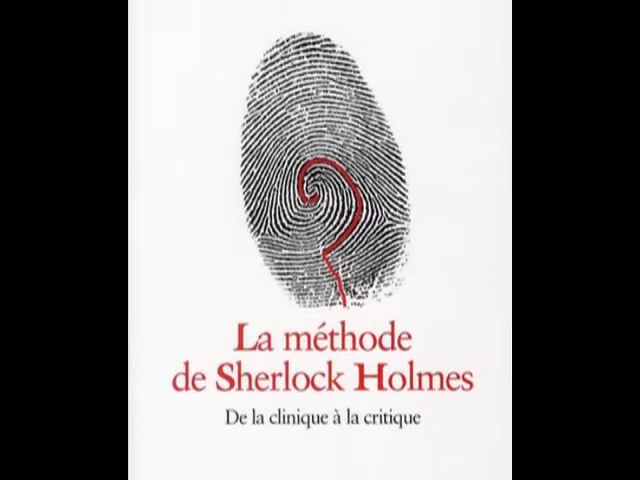 La méthode
de Sherlock Holmes
De la clinique à la critique